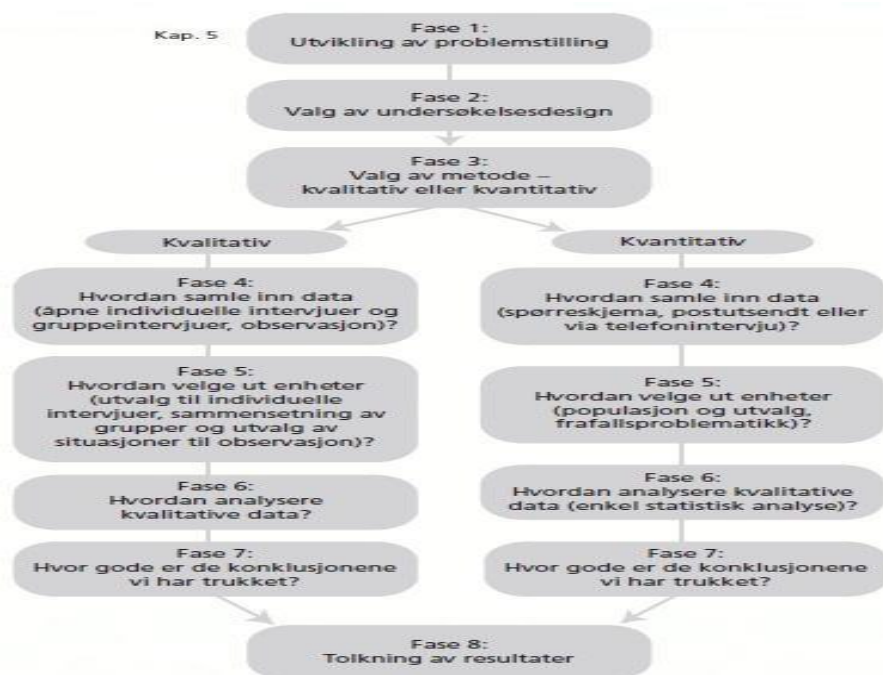 Kap. 5
Fase 1:
Utvikling av problemstilling
Fase 2:
Valg av undersøkelsesdesign
Fase 3:
Valg av metode –
kvalitativ eller kvantitativ
Kvalitativ
Fase 4:
Hvordan samle inn data
(åpne individuelle intervjuer og
gruppeintervjuer, observasjon)?
Fase 5:
Hvordan velge ut enheter
(utvalg til individuelle
intervjuer, sammensetning av
grupper og utvalg av
situasjoner til observasjon)?
Fase 6:
Hvordan analysere
kvalitative data?
Fase 7:
Hvor gode er de konklusjonene
vi har trukket?
Kvantitativ
Fase 4:
Hvordan samle inn data
(spørreskjema, postutsendt eller
via telefonintervju)?
Fase 5:
Hvordan velge ut enheter
(populasjon og utvalg,
frafallsproblematikk)?
Fase 6:
Hvordan analysere kvalitative
data (enkel statistisk analyse)?
Fase 7:
Hvor gode er de konklusjonene
vi har trukket?
Fase 8:
Tolkning av resultater